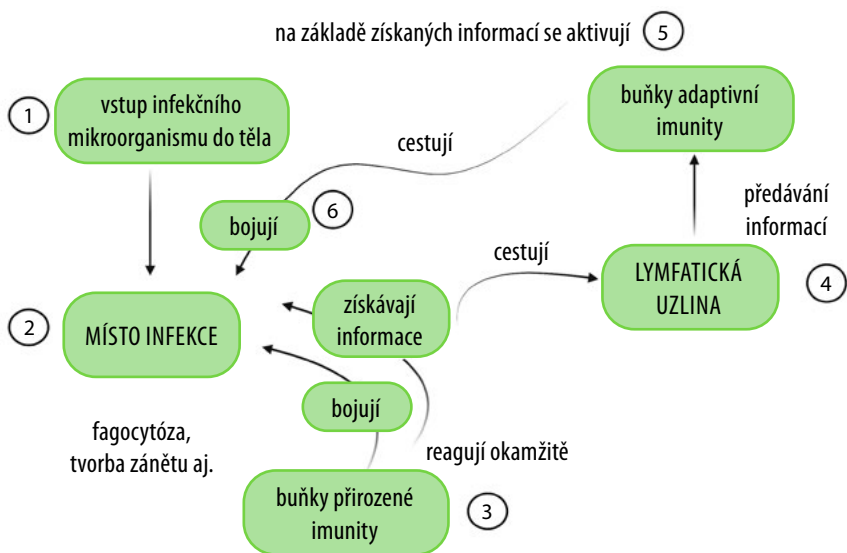 na základě získaných informací se aktivují
5
1
vstup infekčního
mikroorganismu do těla
buňky adaptivní
imunity
cestují
6
bojují
předávání
informací
cestují
LYMFATICKÁ
UZLINA
4
2
MÍSTO INFEKCE
získávají
informace
bojují
fagocytóza,
tvorba zánětu aj.
reagují okamžitě
buňky přirozené
imunity
3